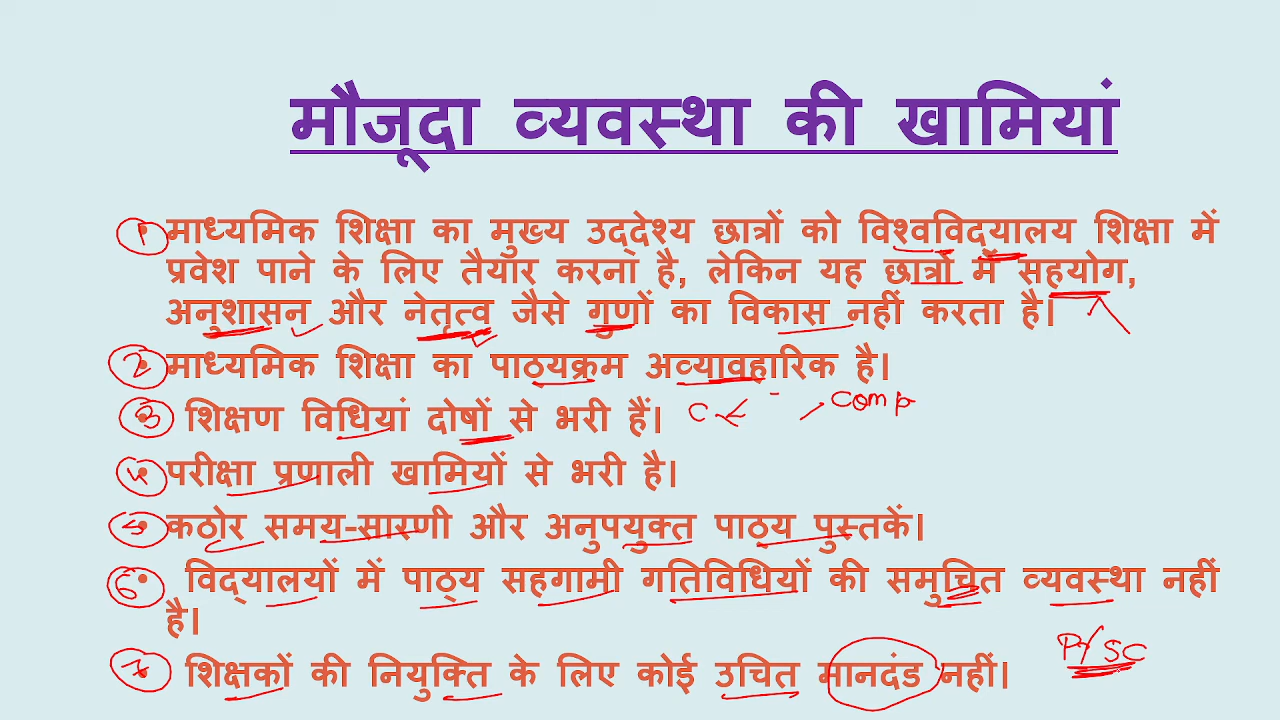 मौजूदा व्यवस्था की खामियां
1 माध्यमिक शिक्षा का मुख्य उद्देश्य छात्रों को विश्वविद्यालय शिक्षा में
प्रवेश पाने के लिए तैयार करना है, लेकिन यह छात्रों में सहयोग,
अनुशासन और नेतृत्व जैसे गुणों का विकास नहीं करता है।
2 माध्यमिक शिक्षा का पाठयक्रम अव्यावहारिक है।
3 शिक्षण विधियां दोषों से भरी हैं। comp
4 परीक्षा प्रणाली खामियों से भरी है।
5 कठोर समय-सारणी और अनुपयुक्त पाठय पुस्तकें।
6 विद्यालयों में पाठ्य सहगामी गतिविधियों की समुचित व्यवस्था नहीं
है।
7 शिक्षकों की नियुक्ति के लिए कोई उचित मानदंड नहीं। P/SC